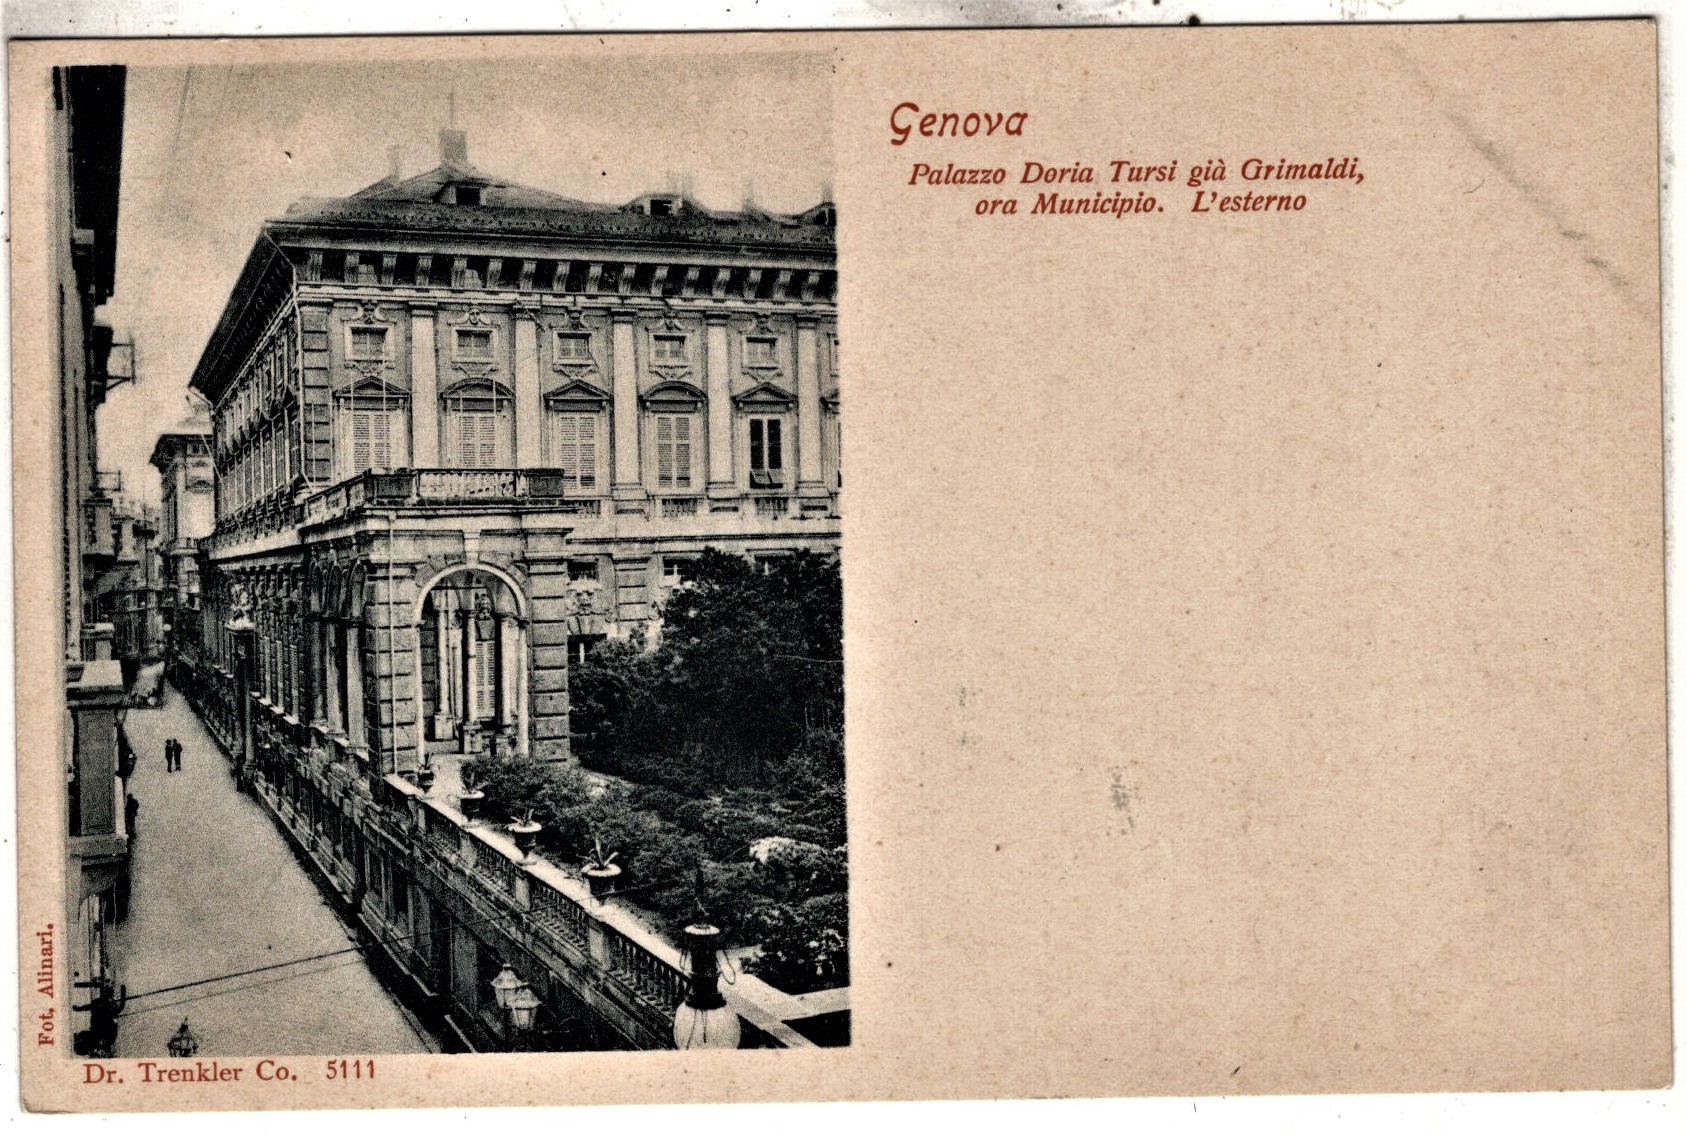 Genova
Palazzo Doria Tursi già Grimaldi,
ora Municipio. L'esterno
Fot. Alinari.
Dr. Trenkler Co. 5111